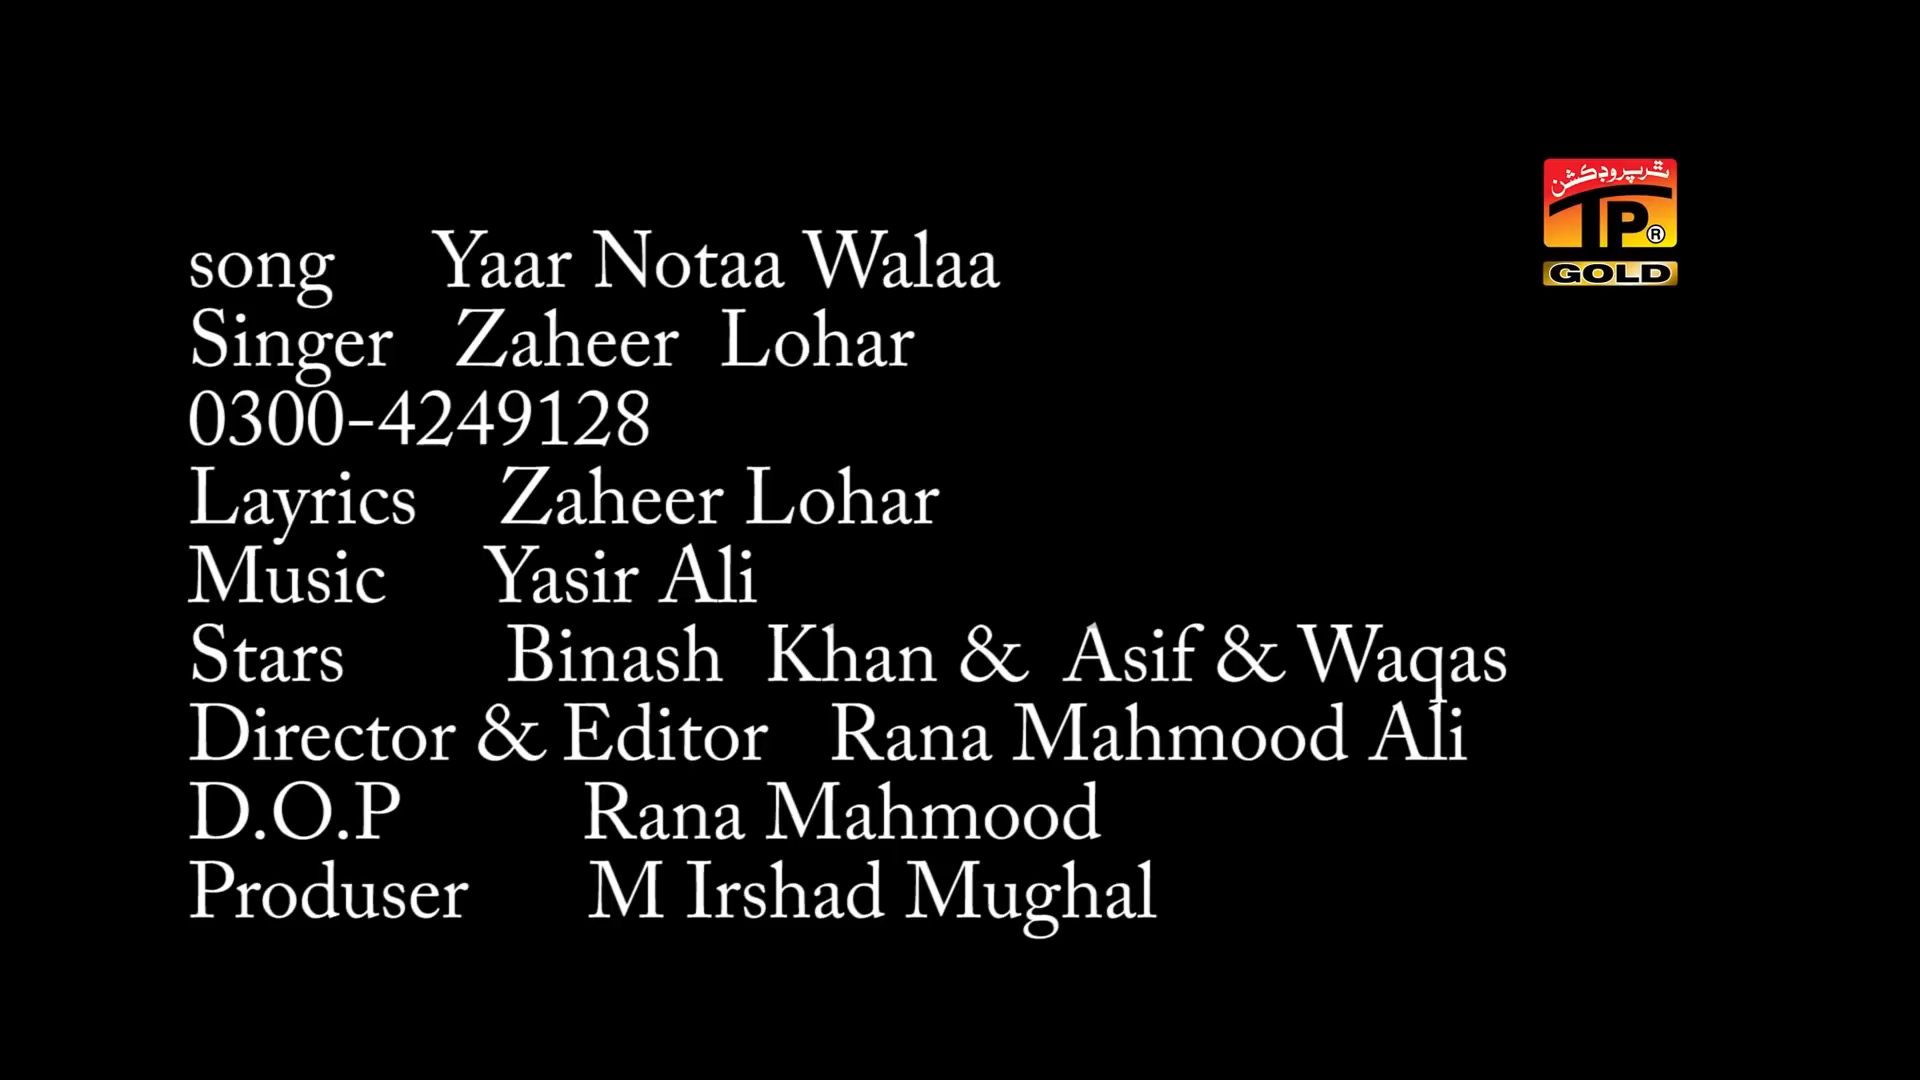 song Yaar Notaa Walaa
Singer Zaheer Lohar
0300-4249128
Layrics Zaheer Lohar
Music Yasir Ali
Stars Binash Khan & Asif & Waqas
Director & Editor Rana Mahmood Ali
D.O.P Rana Mahmood
Produser M Irshad Mughal
ٿرپروڊڪشن
TP®
GOLD